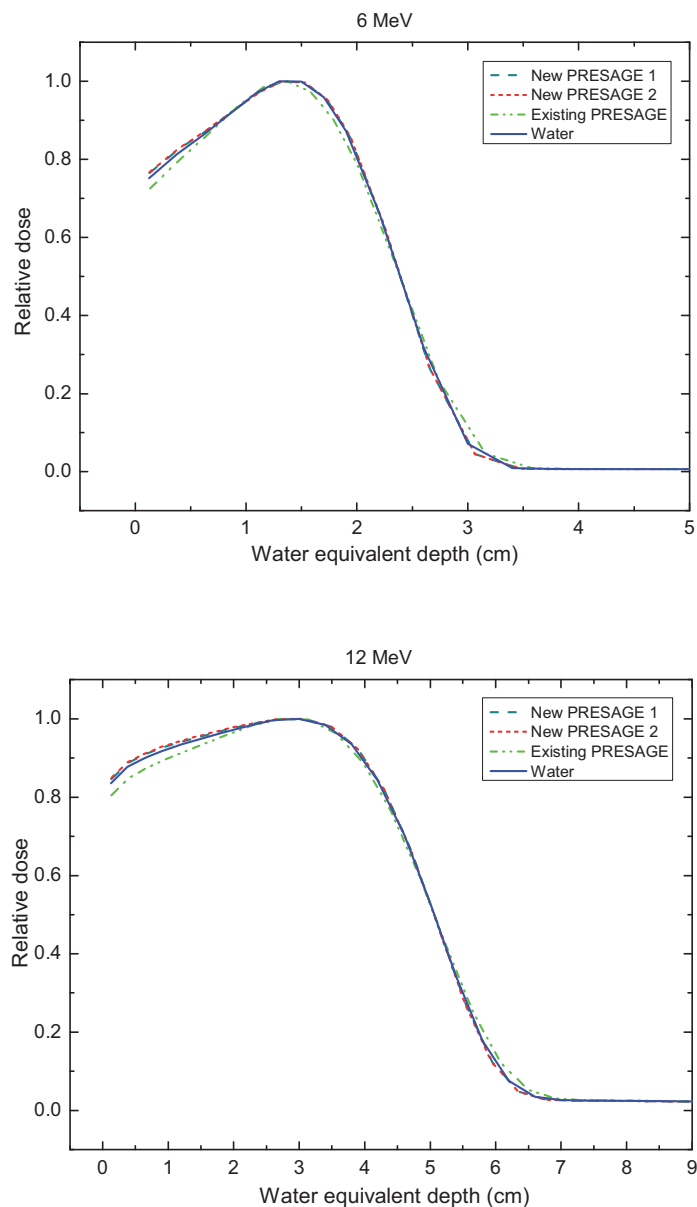 6 MeV
New PRESAGE 1
New PRESAGE 2
Existing PRESAGE
Water
1.0
0.8
0.6
0.4
0.2
0.0
Relative dose
0 1 2 3 4 5
Water equivalent depth (cm)
12 MeV
New PRESAGE 1
New PRESAGE 2
Existing PRESAGE
Water
1.0
0.8
0.6
0.4
0.2
0.0
Relative dose
0 1 2 3 4 5 6 7 8 9
Water equivalent depth (cm)